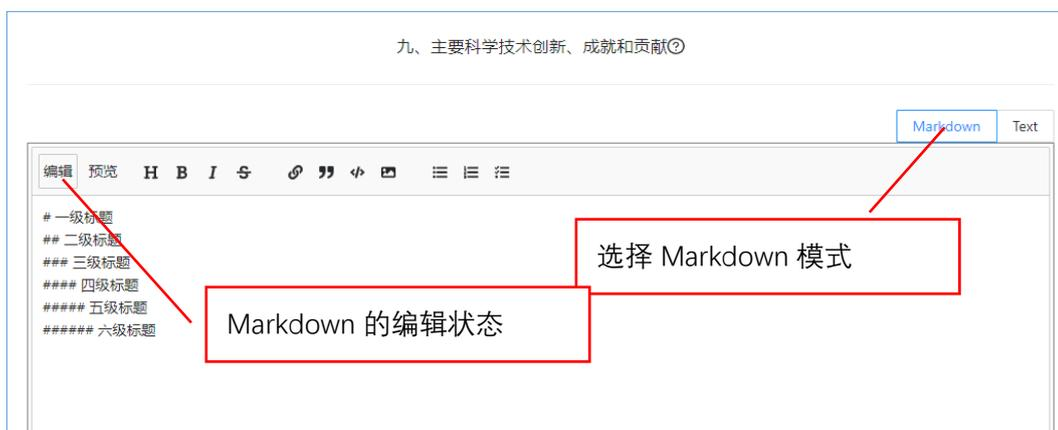 九、主要科学技术创新、成就和贡献?
Markdown Text
编辑 预览 H B I S
# 一级标题
## 二级标题
### 三级标题
#### 四级标题
##### 五级标题
###### 六级标题
选择 Markdown 模式
Markdown 的编辑状态